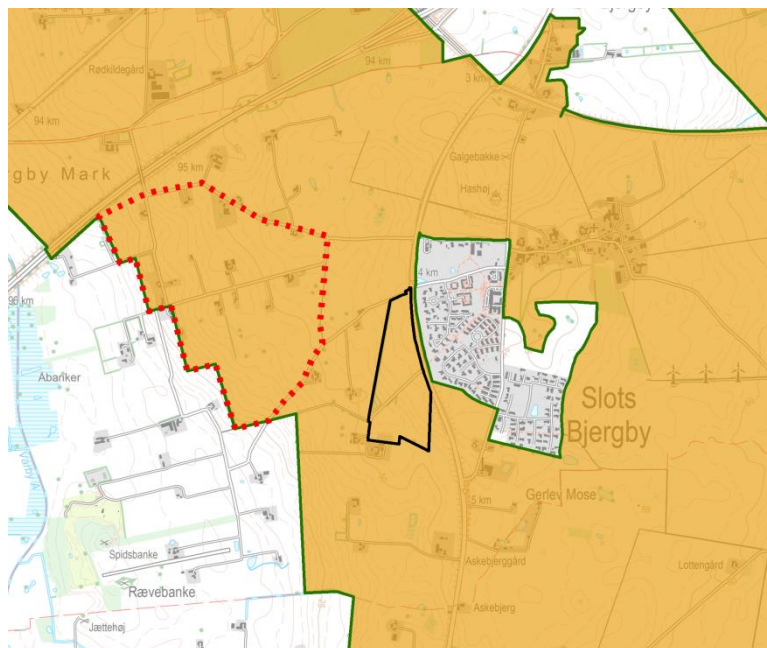 Rødkildegård
94 km
3 km
94 km
Galgebakke
95 km
rgby Mark
Hashøj
4 km
96 km
Åbanker
Slots
Bjergby
Gerlev Mose
5 km
Spidsbanke
Askebjerggård
Lottengård
Rævebanke
Askebjerg
Jættehøj